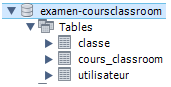 examen-coursclassroom
Tables
classe
cours_classroom
utilisateur